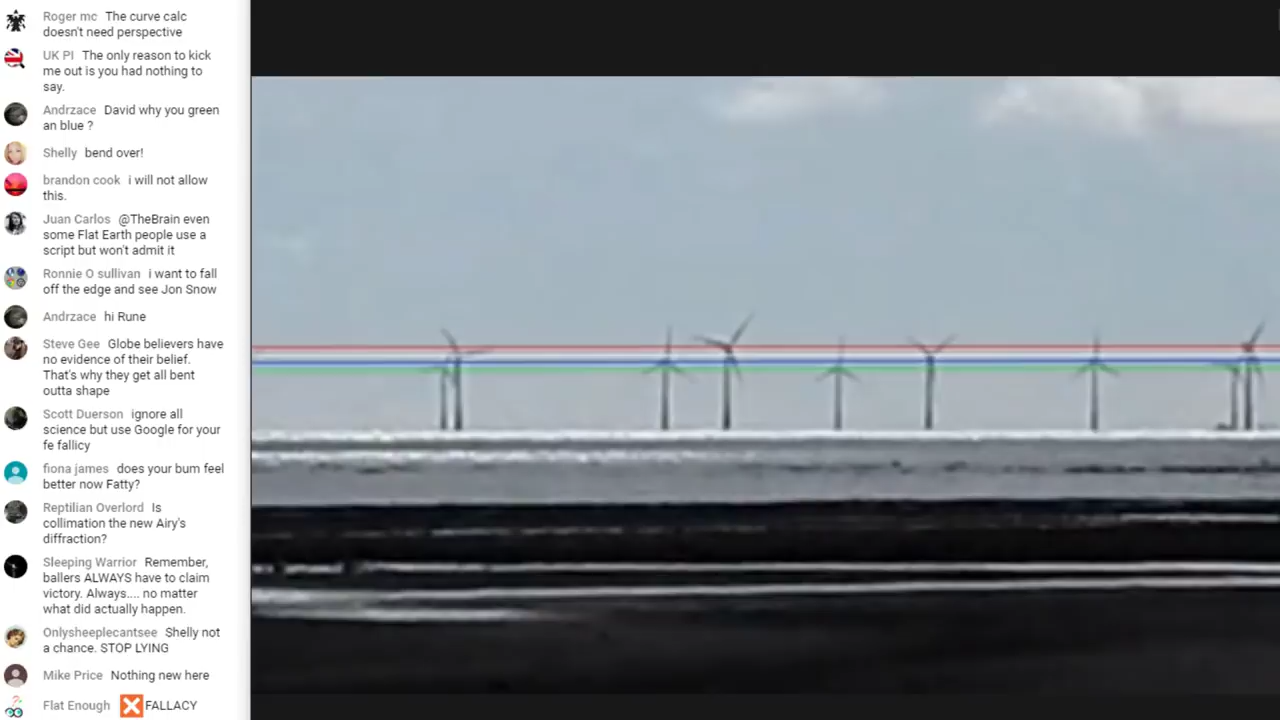 Roger mc The curve calc
doesn't need perspective
UK PI The only reason to kick
me out is you had nothing to
say.
Andrzace David why you green
an blue ?
Shelly bend over!
brandon cook i will not allow
this.
Juan Carlos @TheBrain even
some Flat Earth people use a
script but won't admit it
Ronnie O sullivan i want to fall
off the edge and see Jon Snow
Andrzace hi Rune
Steve Gee Globe believers have
no evidence of their belief.
That's why they get all bent
outta shape
Scott Duerson ignore all
science but use Google for your
fe fallicy
fiona james does your bum feel
better now Fatty?
Reptilian Overlord Is
collimation the new Airy's
diffraction?
Sleeping Warrior Remember,
ballers ALWAYS have to claim
victory. Always.... no matter
what did actually happen.
Onlysheeplecantsee Shelly not
a chance. STOP LYING
Mike Price Nothing new here
Flat Enough ❎FALLACY